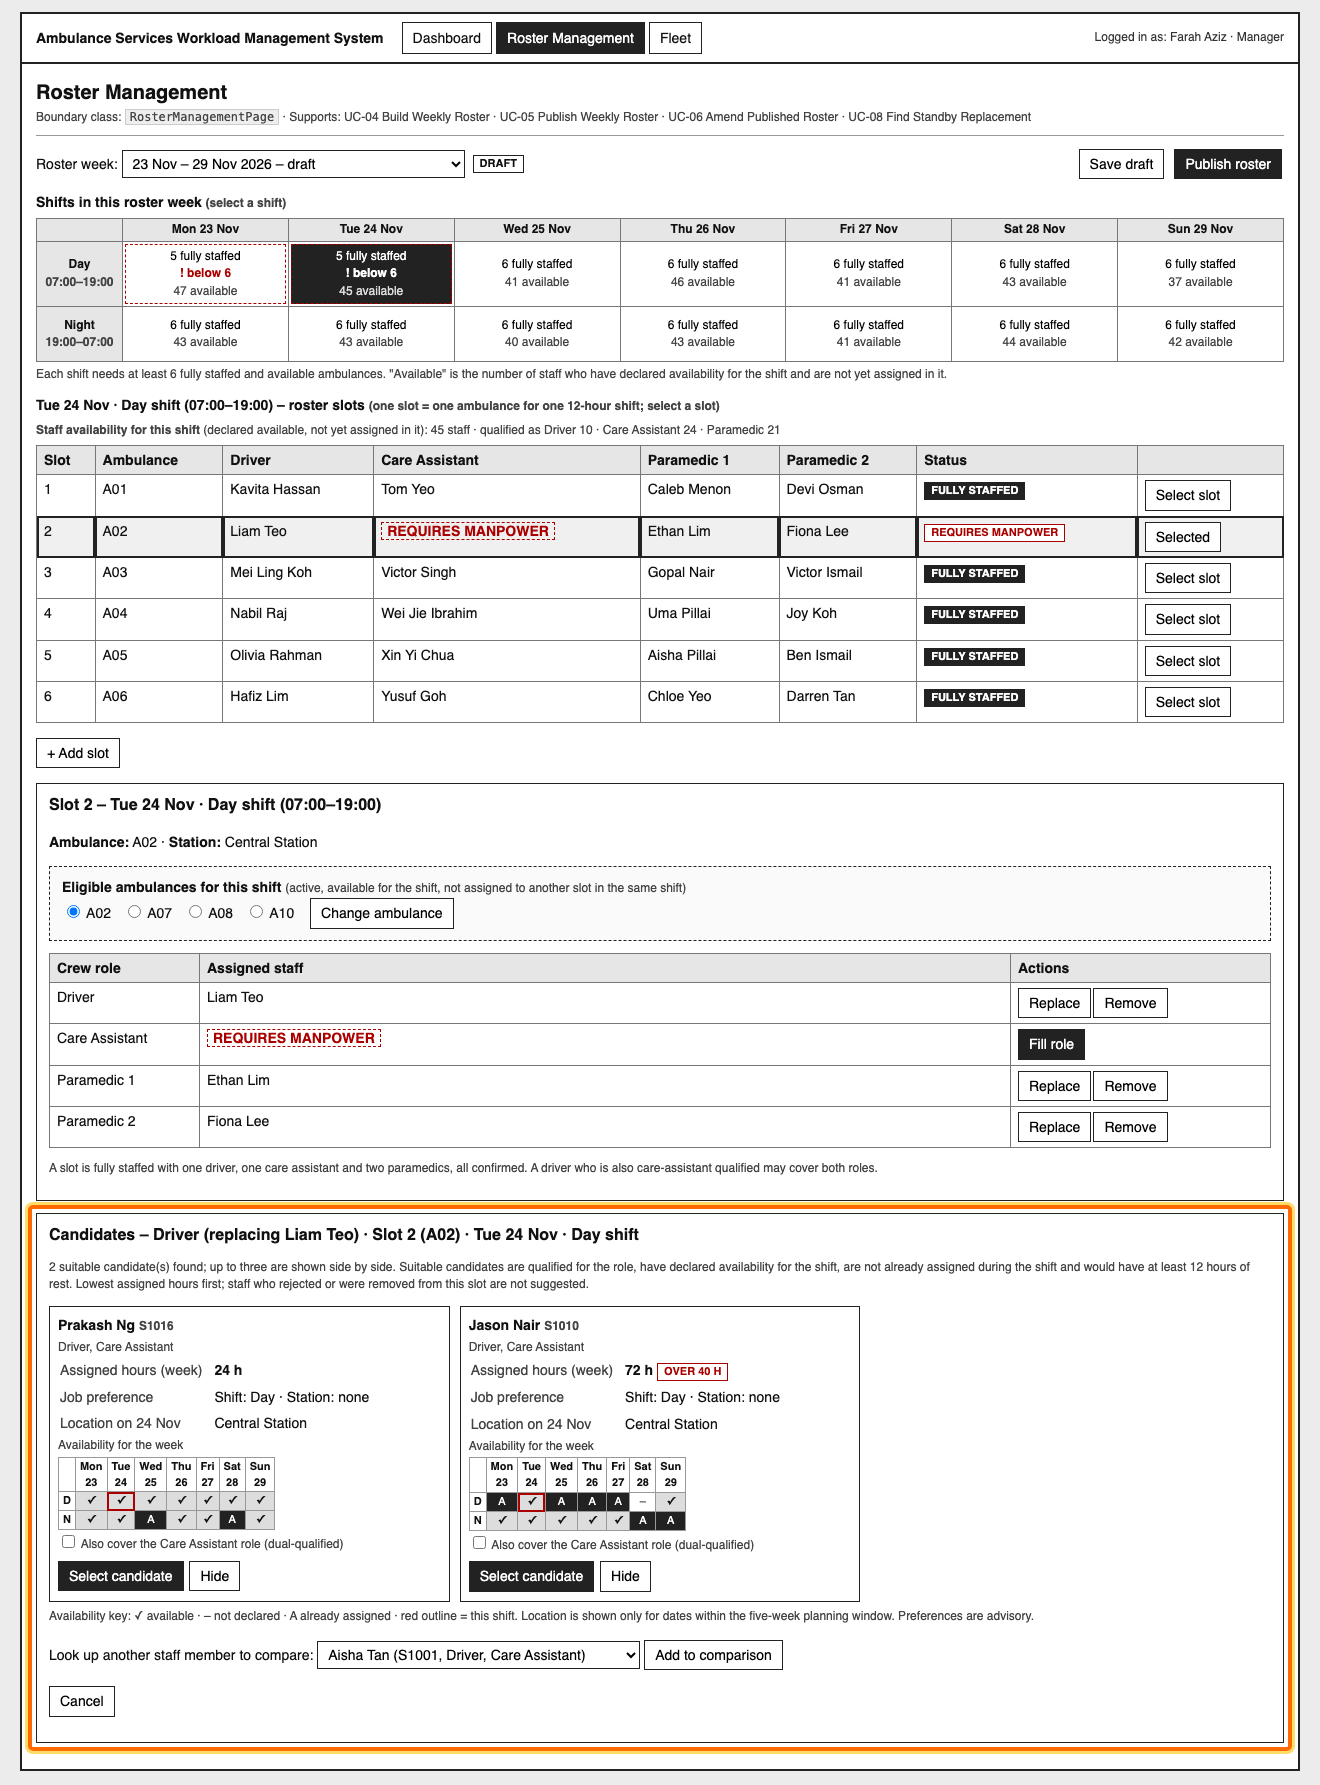 Ambulance Services Workload Management System Dashboard Roster Management Fleet Logged in as: Farah Aziz · Manager
Roster Management
Boundary class: RosterManagementPage · Supports: UC-04 Build Weekly Roster · UC-05 Publish Weekly Roster · UC-06 Amend Published Roster · UC-08 Find Standby Replacement
Roster week: 23 Nov – 29 Nov 2026 – draft DRAFT Save draft Publish roster
Shifts in this roster week (select a shift)
Mon 23 Nov Tue 24 Nov Wed 25 Nov Thu 26 Nov Fri 27 Nov Sat 28 Nov Sun 29 Nov
Day 07:00–19:00
5 fully staffed ! below 6 47 available
5 fully staffed ! below 6 45 available
6 fully staffed 41 available
6 fully staffed 46 available
6 fully staffed 41 available
6 fully staffed 43 available
6 fully staffed 37 available
Night 19:00–07:00
6 fully staffed 43 available
6 fully staffed 43 available
6 fully staffed 40 available
6 fully staffed 43 available
6 fully staffed 41 available
6 fully staffed 44 available
6 fully staffed 42 available
Each shift needs at least 6 fully staffed and available ambulances. "Available" is the number of staff who have declared availability for the shift and are not yet assigned in it.
Tue 24 Nov · Day shift (07:00–19:00) – roster slots (one slot = one ambulance for one 12-hour shift; select a slot)
Staff availability for this shift (declared available, not yet assigned in it): 45 staff · qualified as Driver 10 · Care Assistant 24 · Paramedic 21
Slot Ambulance Driver Care Assistant Paramedic 1 Paramedic 2 Status
1 A01 Kavita Hassan Tom Yeo Caleb Menon Devi Osman FULLY STAFFED Select slot
2 A02 Liam Teo REQUIRES MANPOWER Ethan Lim Fiona Lee REQUIRES MANPOWER Selected
3 A03 Mei Ling Koh Victor Singh Gopal Nair Victor Ismail FULLY STAFFED Select slot
4 A04 Nabil Raj Wei Jie Ibrahim Uma Pillai Joy Koh FULLY STAFFED Select slot
5 A05 Olivia Rahman Xin Yi Chua Aisha Pillai Ben Ismail FULLY STAFFED Select slot
6 A06 Hafiz Lim Yusuf Goh Chloe Yeo Darren Tan FULLY STAFFED Select slot
+ Add slot
Slot 2 – Tue 24 Nov · Day shift (07:00–19:00)
Ambulance: A02 · Station: Central Station
Eligible ambulances for this shift (active, available for the shift, not assigned to another slot in the same shift)
A02 A07 A08 A10 Change ambulance
Crew role Assigned staff Actions
Driver Liam Teo Replace Remove
Care Assistant REQUIRES MANPOWER Fill role
Paramedic 1 Ethan Lim Replace Remove
Paramedic 2 Fiona Lee Replace Remove
A slot is fully staffed with one driver, one care assistant and two paramedics, all confirmed. A driver who is also care-assistant qualified may cover both roles.
Candidates – Driver (replacing Liam Teo) · Slot 2 (A02) · Tue 24 Nov · Day shift
2 suitable candidate(s) found; up to three are shown side by side. Suitable candidates are qualified for the role, have declared availability for the shift, are not already assigned during the shift and would have at least 12 hours of
rest. Lowest assigned hours first; staff who rejected or were removed from this slot are not suggested.
Prakash Ng S1016
Driver, Care Assistant
Assigned hours (week) 24 h
Job preference Shift: Day · Station: none
Location on 24 Nov Central Station
Availability for the week
Mon Tue Wed Thu Fri Sat Sun
23 24 25 26 27 28 29
D ✓ ✓ ✓ ✓ ✓ ✓ ✓
N ✓ ✓ A ✓ ✓ A ✓
Also cover the Care Assistant role (dual-qualified)
Select candidate Hide
Jason Nair S1010
Driver, Care Assistant
Assigned hours (week) 72 h OVER 40 H
Job preference Shift: Day · Station: none
Location on 24 Nov Central Station
Availability for the week
Mon Tue Wed Thu Fri Sat Sun
23 24 25 26 27 28 29
D A ✓ A A A – ✓
N ✓ ✓ ✓ ✓ ✓ A A
Also cover the Care Assistant role (dual-qualified)
Select candidate Hide
Availability key: ✓ available · – not declared · A already assigned · red outline = this shift. Location is shown only for dates within the five-week planning window. Preferences are advisory.
Look up another staff member to compare: Aisha Tan (S1001, Driver, Care Assistant) Add to comparison
Cancel